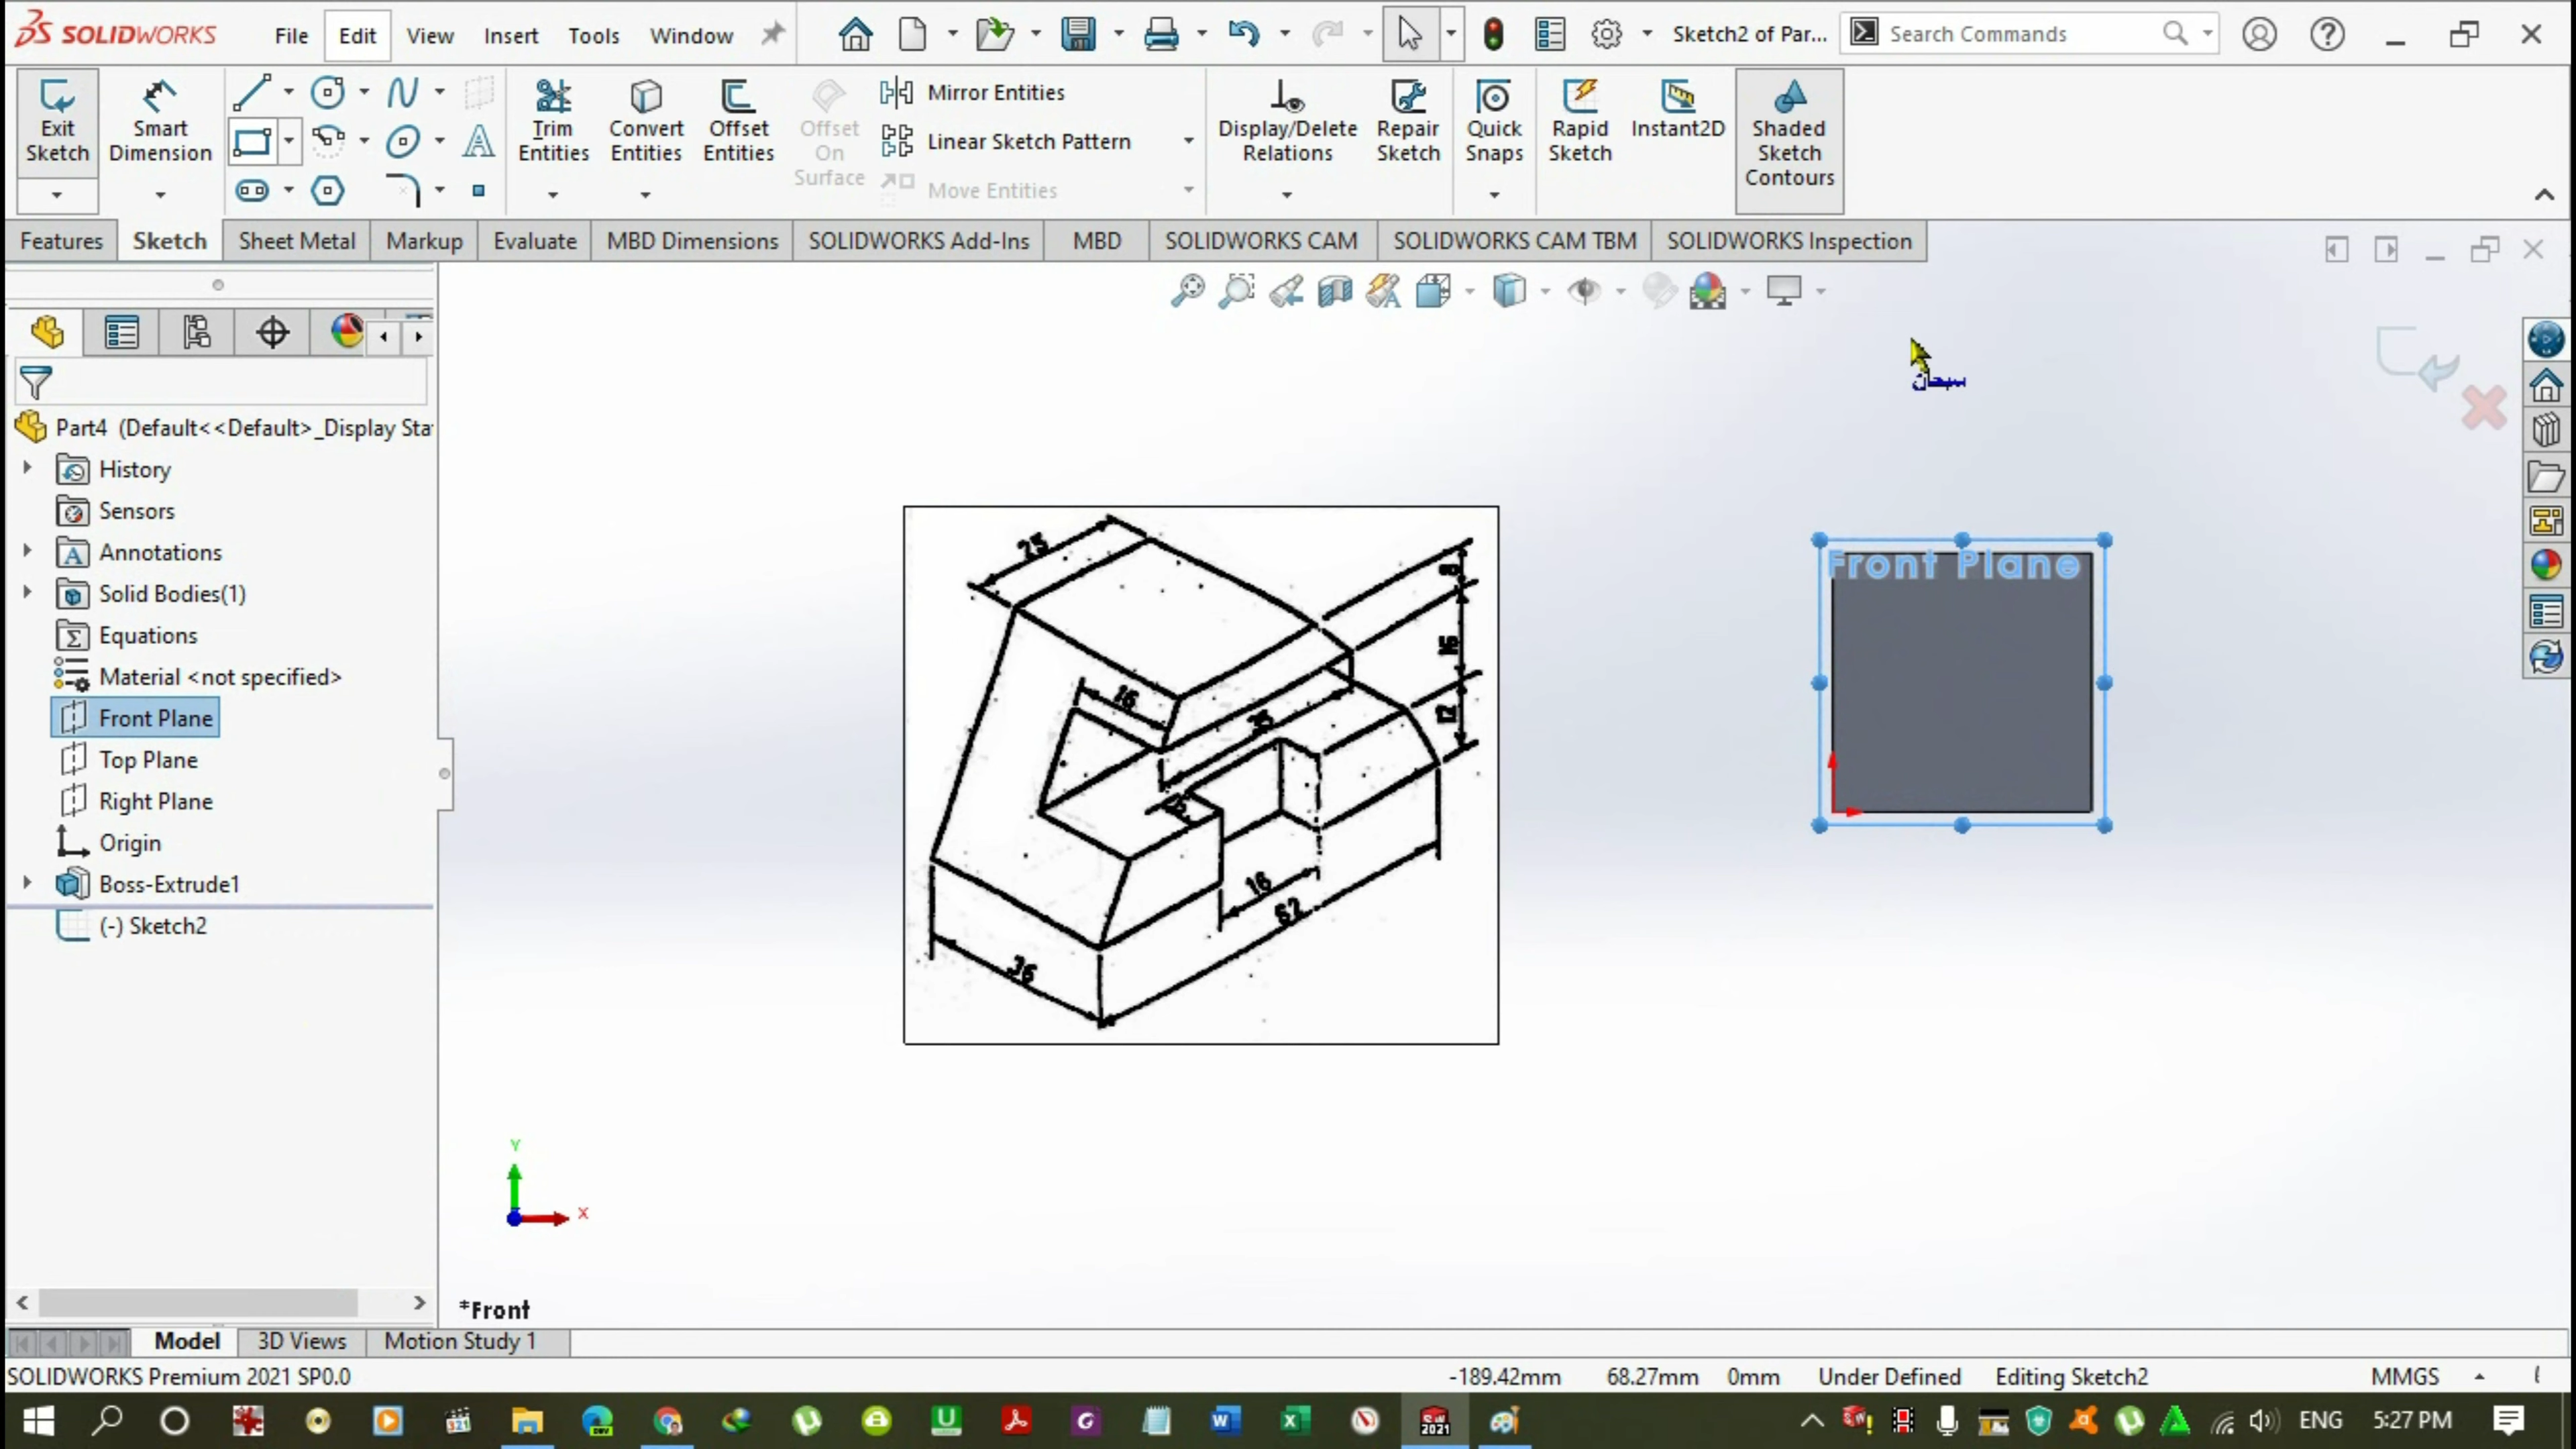 SOLIDWORKS File Edit View Insert Tools Window Sketch2 of Par... Search Commands
Exit Sketch
Smart Dimension
Trim Entities
Convert Entities
Offset Entities
Offset On Surface
Mirror Entities
Linear Sketch Pattern
Move Entities
Display/Delete Relations
Repair Sketch
Quick Snaps
Rapid Sketch
Instant2D
Shaded Sketch Contours
Features Sketch Sheet Metal Markup Evaluate MBD Dimensions SOLIDWORKS Add-Ins MBD SOLIDWORKS CAM SOLIDWORKS CAM TBM SOLIDWORKS Inspection
سبحان
Part4 (Default<<Default>_Display Sta
History
Sensors
Annotations
Solid Bodies(1)
Equations
Material <not specified>
Front Plane
Top Plane
Right Plane
Origin
Boss-Extrude1
(-) Sketch2
25
8
16
16
35
12
16
62
36
Front Plane
Y
X
*Front
Model 3D Views Motion Study 1
SOLIDWORKS Premium 2021 SP0.0 -189.42mm 68.27mm 0mm Under Defined Editing Sketch2 MMGS
ENG 5:27 PM